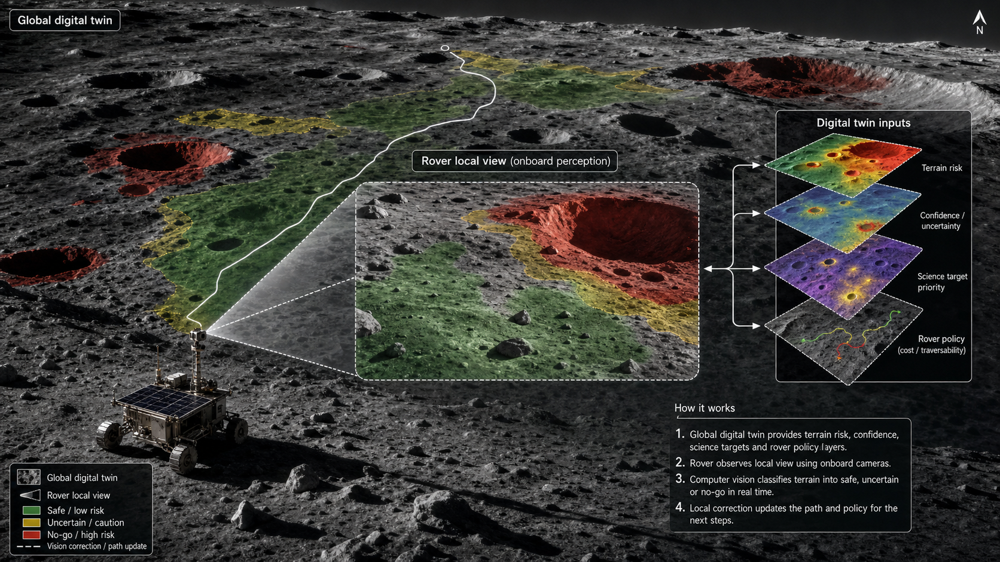 Global digital twin
N
Rover local view (onboard perception)
Digital twin inputs
Terrain risk
Confidence /
uncertainty
Science target
priority
Rover policy
(cost / traversability)
How it works
1. Global digital twin provides terrain risk, confidence,
science targets and rover policy layers.
2. Rover observes local view using onboard cameras.
3. Computer vision classifies terrain into safe, uncertain
or no-go in real time.
4. Local correction updates the path and policy for the
next steps.
Global digital twin
Rover local view
Safe / low risk
Uncertain / caution
No-go / high risk
Vision correction / path update